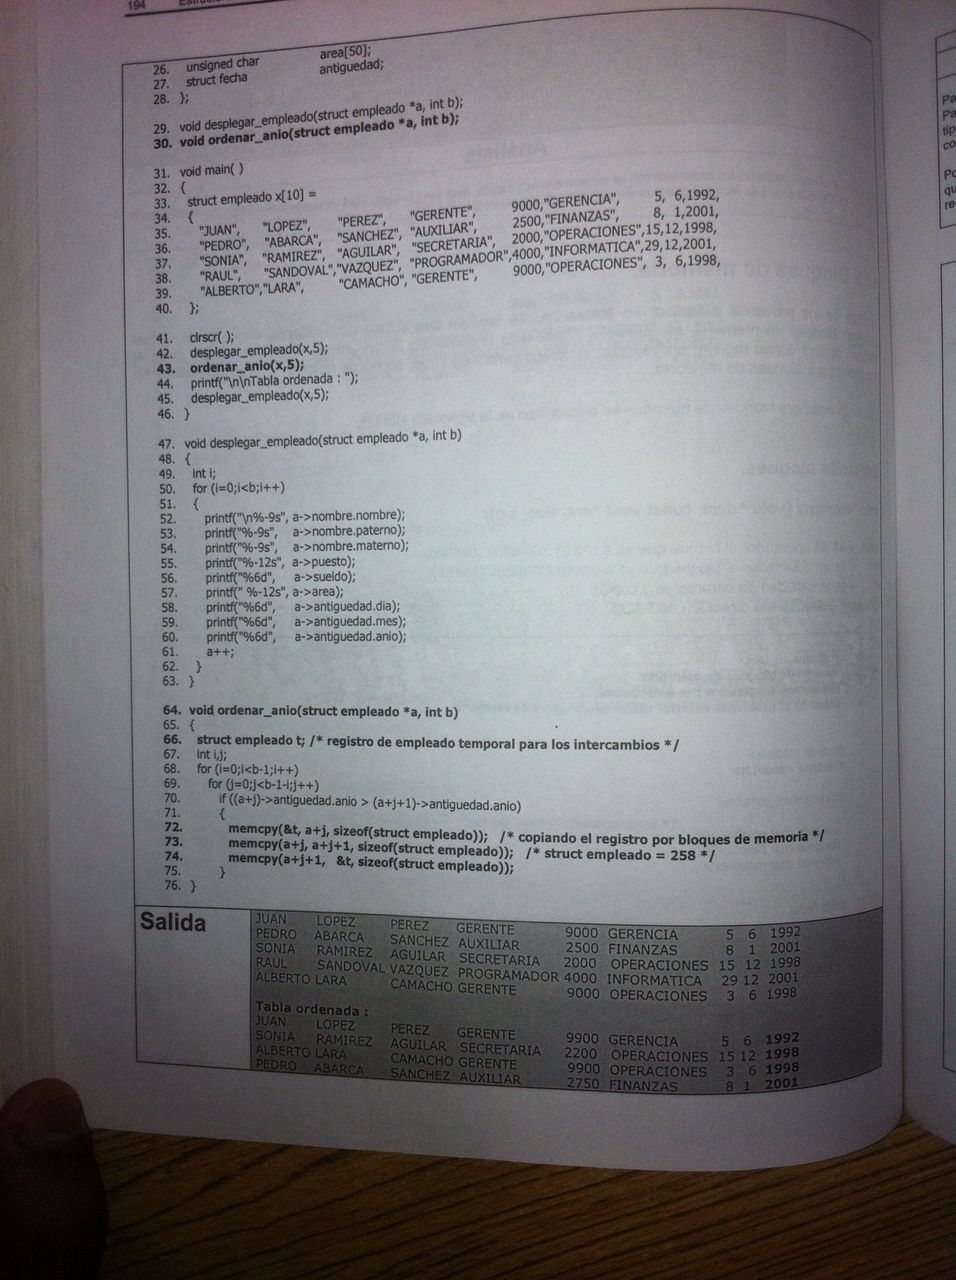 194
26. unsigned char area[50];
27. struct fecha antiguedad;
28. };
29. void desplegar_empleado(struct empleado *a, int b);
30. void ordenar_anio(struct empleado *a, int b);
31. void main( )
32. {
33. struct empleado x[10] =
34. {
35. "JUAN", "LOPEZ", "PEREZ", "GERENTE", 9000,"GERENCIA", 5, 6,1992,
36. "PEDRO", "ABARCA", "SANCHEZ", "AUXILIAR", 2500,"FINANZAS", 8, 1,2001,
37. "SONIA", "RAMIREZ", "AGUILAR", "SECRETARIA", 2000,"OPERACIONES",15,12,1998,
38. "RAUL", "SANDOVAL","VAZQUEZ", "PROGRAMADOR",4000,"INFORMATICA",29,12,2001,
39. "ALBERTO","LARA", "CAMACHO", "GERENTE", 9000,"OPERACIONES", 3, 6,1998,
40. };
41. clrscr( );
42. desplegar_empleado(x,5);
43. ordenar_anio(x,5);
44. printf("\n\nTabla ordenada : ");
45. desplegar_empleado(x,5);
46. }
47. void desplegar_empleado(struct empleado *a, int b)
48. {
49. int i;
50. for (i=0;i<b;i++)
51. {
52. printf("\n%-9s", a->nombre.nombre);
53. printf("%-9s", a->nombre.paterno);
54. printf("%-9s", a->nombre.materno);
55. printf("%-12s", a->puesto);
56. printf("%6d", a->sueldo);
57. printf(" %-12s", a->area);
58. printf("%6d", a->antiguedad.dia);
59. printf("%6d", a->antiguedad.mes);
60. printf("%6d", a->antiguedad.anio);
61. a++;
62. }
63. }
64. void ordenar_anio(struct empleado *a, int b)
65. {
66. struct empleado t; /* registro de empleado temporal para los intercambios */
67. int i,j;
68. for (i=0;i<b-1;i++)
69. for (j=0;j<b-1-i;j++)
70. if ((a+j)->antiguedad.anio > (a+j+1)->antiguedad.anio)
71. {
72. memcpy(&t, a+j, sizeof(struct empleado)); /* copiando el registro por bloques de memoria */
73. memcpy(a+j, a+j+1, sizeof(struct empleado)); /* struct empleado = 258 */
74. memcpy(a+j+1, &t, sizeof(struct empleado));
75. }
76. }
Salida
JUAN LOPEZ PEREZ GERENTE 9000 GERENCIA 5 6 1992
PEDRO ABARCA SANCHEZ AUXILIAR 2500 FINANZAS 8 1 2001
SONIA RAMIREZ AGUILAR SECRETARIA 2000 OPERACIONES 15 12 1998
RAUL SANDOVAL VAZQUEZ PROGRAMADOR 4000 INFORMATICA 29 12 2001
ALBERTO LARA CAMACHO GERENTE 9000 OPERACIONES 3 6 1998
Tabla ordenada :
JUAN LOPEZ PEREZ GERENTE 9900 GERENCIA 5 6 1992
SONIA RAMIREZ AGUILAR SECRETARIA 2200 OPERACIONES 15 12 1998
ALBERTO LARA CAMACHO GERENTE 9900 OPERACIONES 3 6 1998
PEDRO ABARCA SANCHEZ AUXILIAR 2750 FINANZAS 8 1 2001